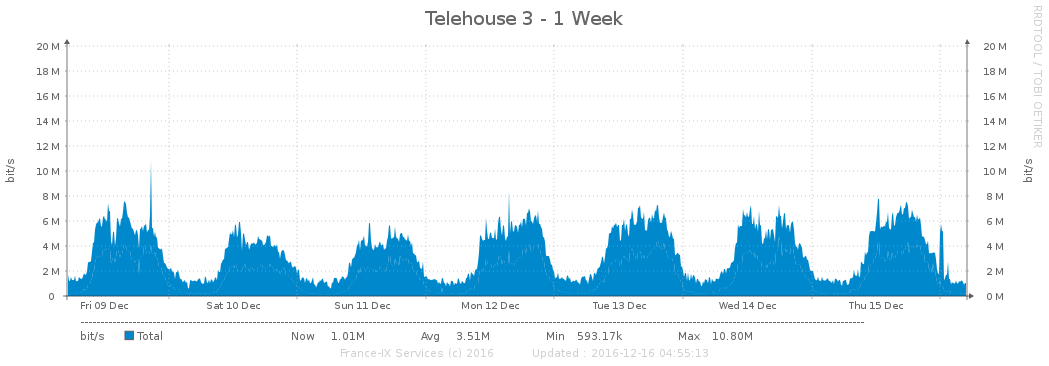 Telehouse 3 - 1 Week
RRDTOOL / TOBI OETIKER
bit/s
20 M 20 M
18 M 18 M
16 M 16 M
14 M 14 M
12 M 12 M
10 M 10 M
8 M 8 M
6 M 6 M
4 M 4 M
2 M 2 M
0 0 M
bit/s
Fri 09 Dec Sat 10 Dec Sun 11 Dec Mon 12 Dec Tue 13 Dec Wed 14 Dec Thu 15 Dec
bit/s Total Now 1.01M Avg 3.51M Min 593.17k Max 10.80M
France-IX Services (c) 2016 Updated : 2016-12-16 04:55:13